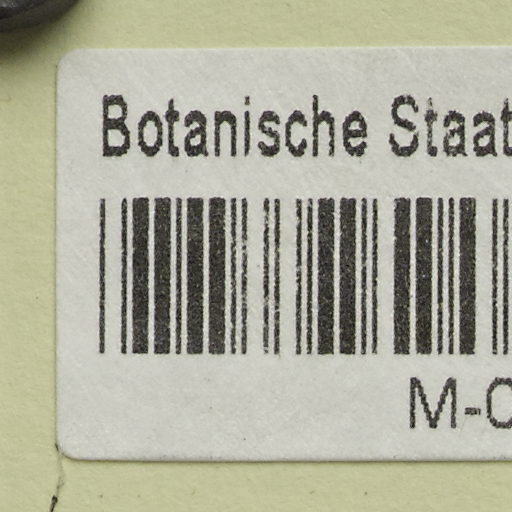 Botanische Staat
M-